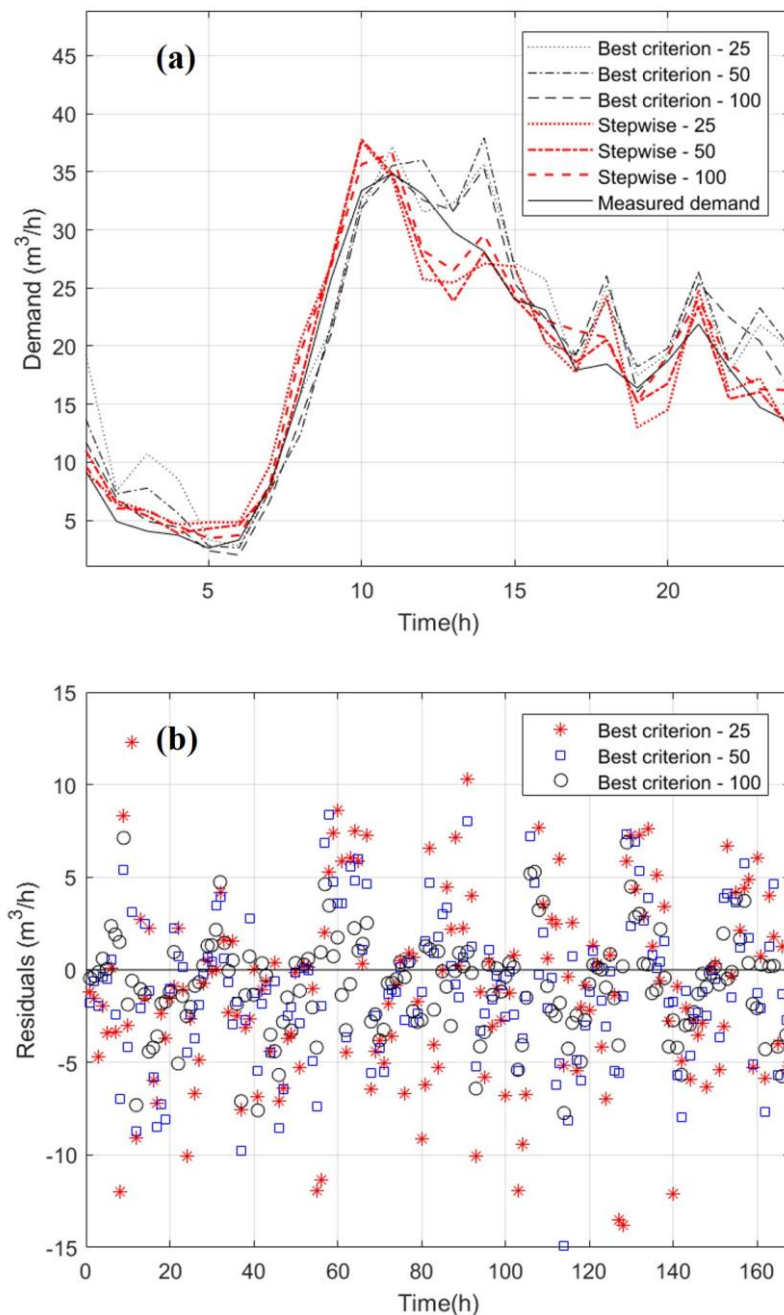 (a)
Best criterion - 25
Best criterion - 50
Best criterion - 100
Stepwise - 25
Stepwise - 50
Stepwise - 100
Measured demand
45
40
35
30
25
20
15
10
5
Demand (m³/h)
5 10 15 20
Time(h)
(b)
Best criterion - 25
Best criterion - 50
Best criterion - 100
15
10
5
0
-5
-10
-15
Residuals (m³/h)
0 20 40 60 80 100 120 140 160
Time(h)